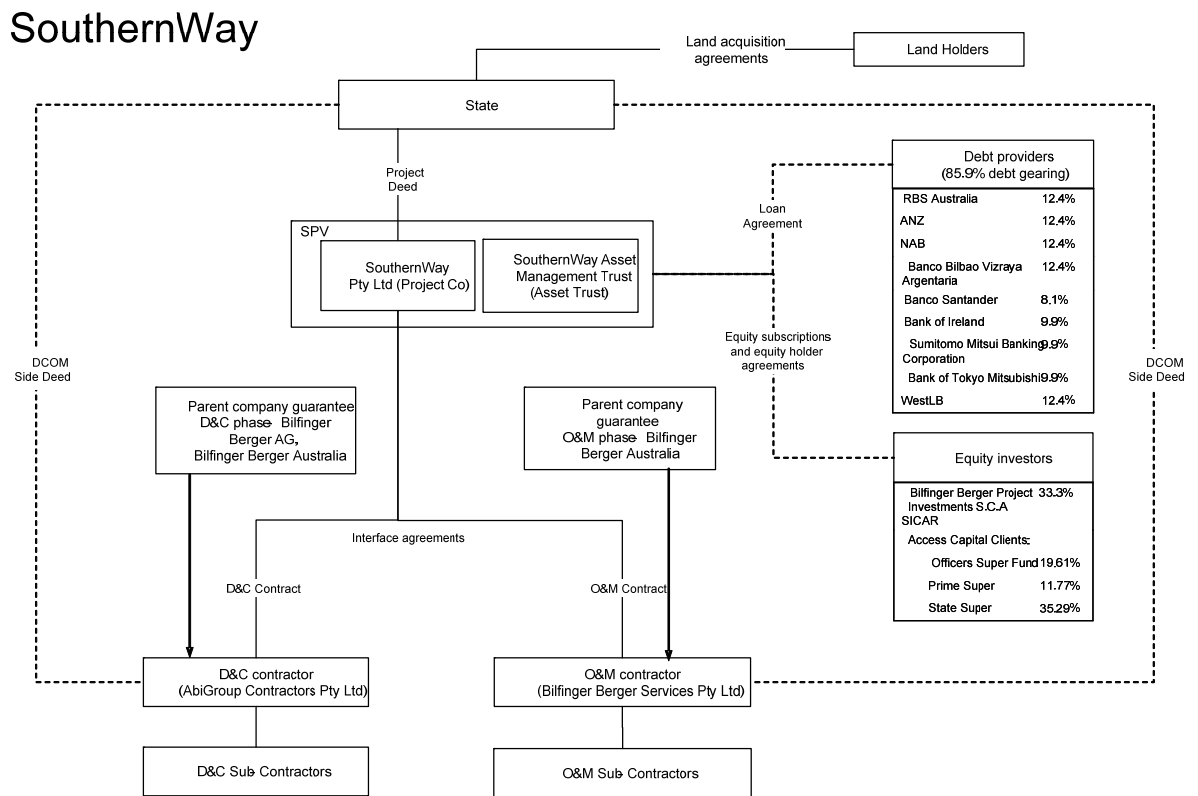 SouthernWay
Land acquisition
agreements
Land Holders
State
Project
Deed
SPV
SouthernWay
Pty Ltd (Project Co)
SouthernWay Asset
Management Trust
(Asset Trust)
Loan
Agreement
Debt providers
(85.9% debt gearing)
RBS Australia 12.4%
ANZ 12.4%
NAB 12.4%
Banco Bilbao Vizraya 12.4%
Argentaria
Banco Santander 8.1%
Bank of Ireland 9.9%
Sumitomo Mitsui Banking 9.9%
Corporation
Bank of Tokyo Mitsubishi 9.9%
WestLB 12.4%
Equity subscriptions
and equity holder
agreements
DCOM
Side Deed
DCOM
Side Deed
Parent company guarantee
D&C phase- Bilfinger
Berger AG,
Bilfinger Berger Australia
Parent company
guarantee
O&M phase- Bilfinger
Berger Australia
Equity investors
Bilfinger Berger Project 33.3%
Investments S.C.A
SICAR
Access Capital Clients:
Officers Super Fund 19.61%
Prime Super 11.77%
State Super 35.29%
Interface agreements
D&C Contract
O&M Contract
D&C contractor
(AbiGroup Contractors Pty Ltd)
O&M contractor
(Bilfinger Berger Services Pty Ltd)
D&C Sub-Contractors
O&M Sub-Contractors